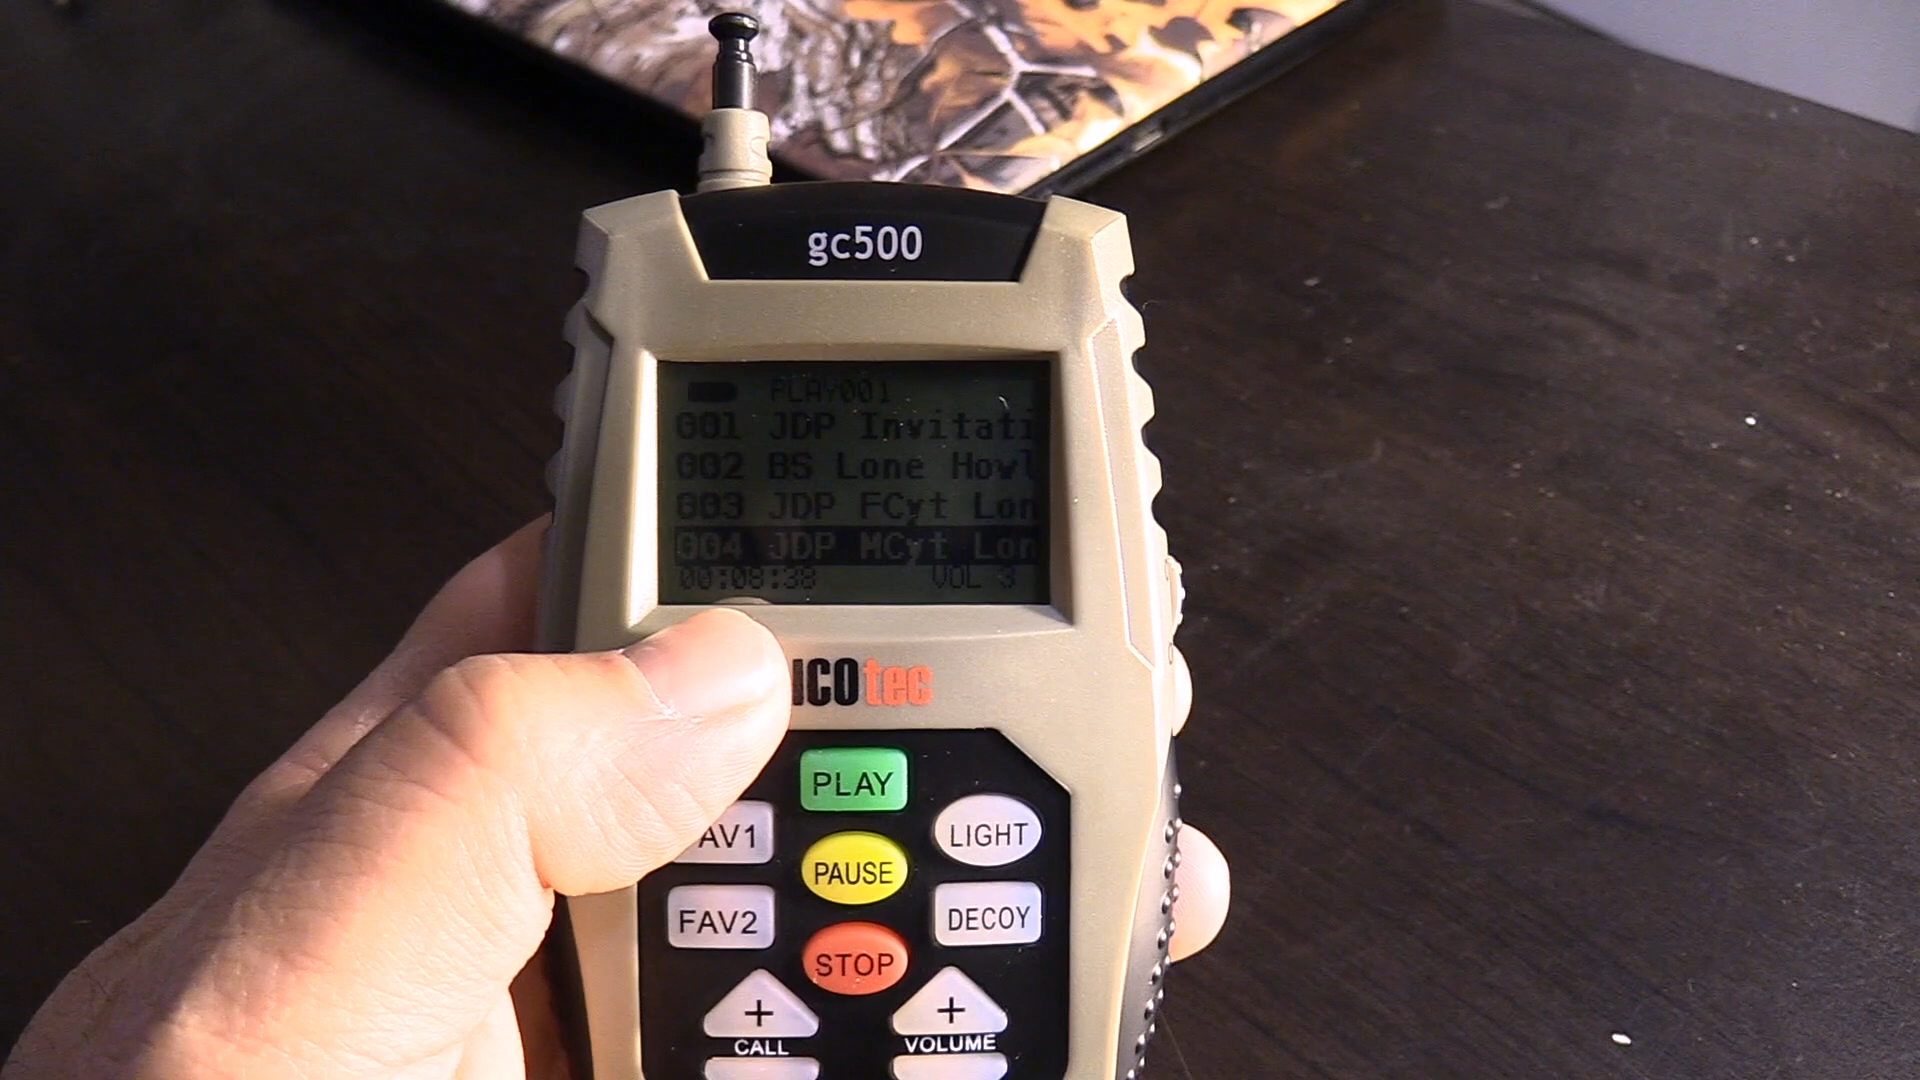 gc500
PLAY001
001 JDP Invitati
002 BS Lone Howl
003 JDP FCyt Lon
004 JDP MCyt Lon
00:08:38 VOL 3
ICOtec
PLAY
AV1
LIGHT
PAUSE
FAV2
DECOY
STOP
+ +
CALL VOLUME